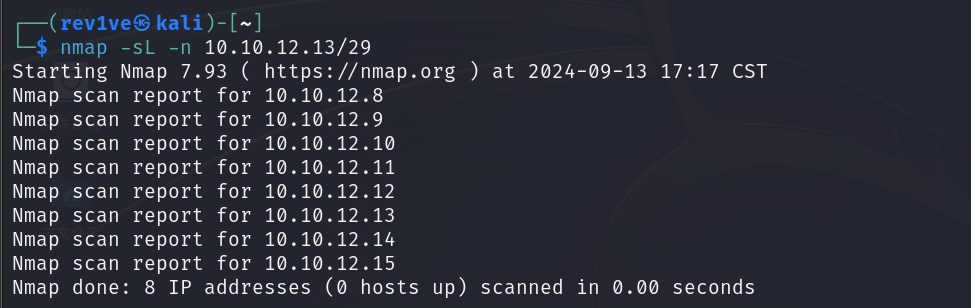 ┌──(rev1ve㉿kali)-[~]
└─$ nmap -sL -n 10.10.12.13/29
Starting Nmap 7.93 ( https://nmap.org ) at 2024-09-13 17:17 CST
Nmap scan report for 10.10.12.8
Nmap scan report for 10.10.12.9
Nmap scan report for 10.10.12.10
Nmap scan report for 10.10.12.11
Nmap scan report for 10.10.12.12
Nmap scan report for 10.10.12.13
Nmap scan report for 10.10.12.14
Nmap scan report for 10.10.12.15
Nmap done: 8 IP addresses (0 hosts up) scanned in 0.00 seconds